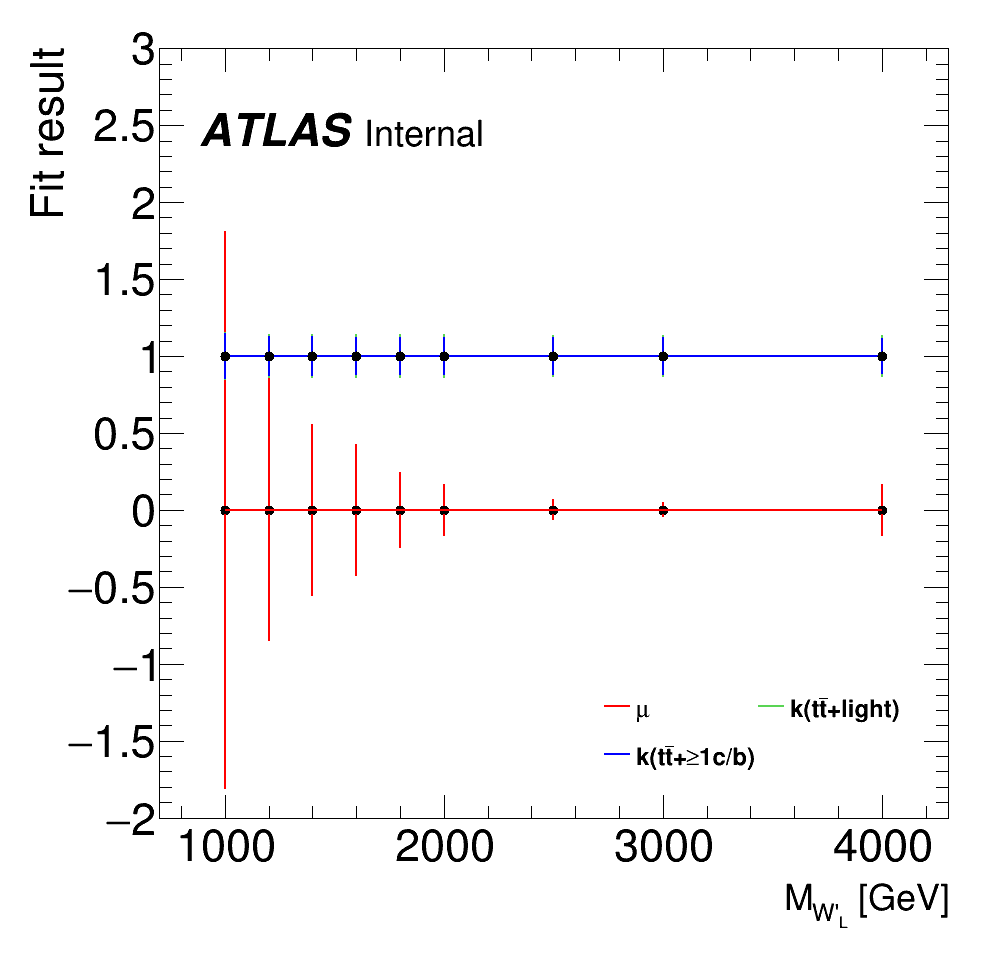 Fit result
3
2.5
2
1.5
1
0.5
0
−0.5
−1
−1.5
−2
ATLAS Internal
μ
k(tt̄+light)
k(tt̄+≥1c/b)
1000 2000 3000 4000
M_{W'_L} [GeV]